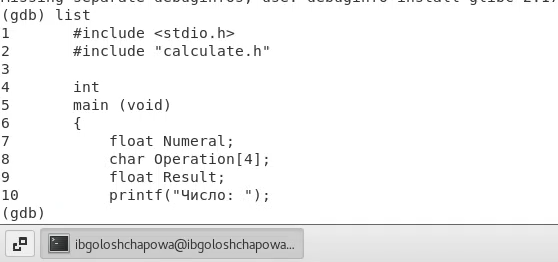 Missing separate debuginfos, use: debuginfo-install glibc-2.17
(gdb) list
1 #include <stdio.h>
2 #include "calculate.h"
3
4 int
5 main (void)
6 {
7 float Numeral;
8 char Operation[4];
9 float Result;
10 printf("Число: ");
(gdb)
ibgoloshchapowa@ibgoloshchapowa...